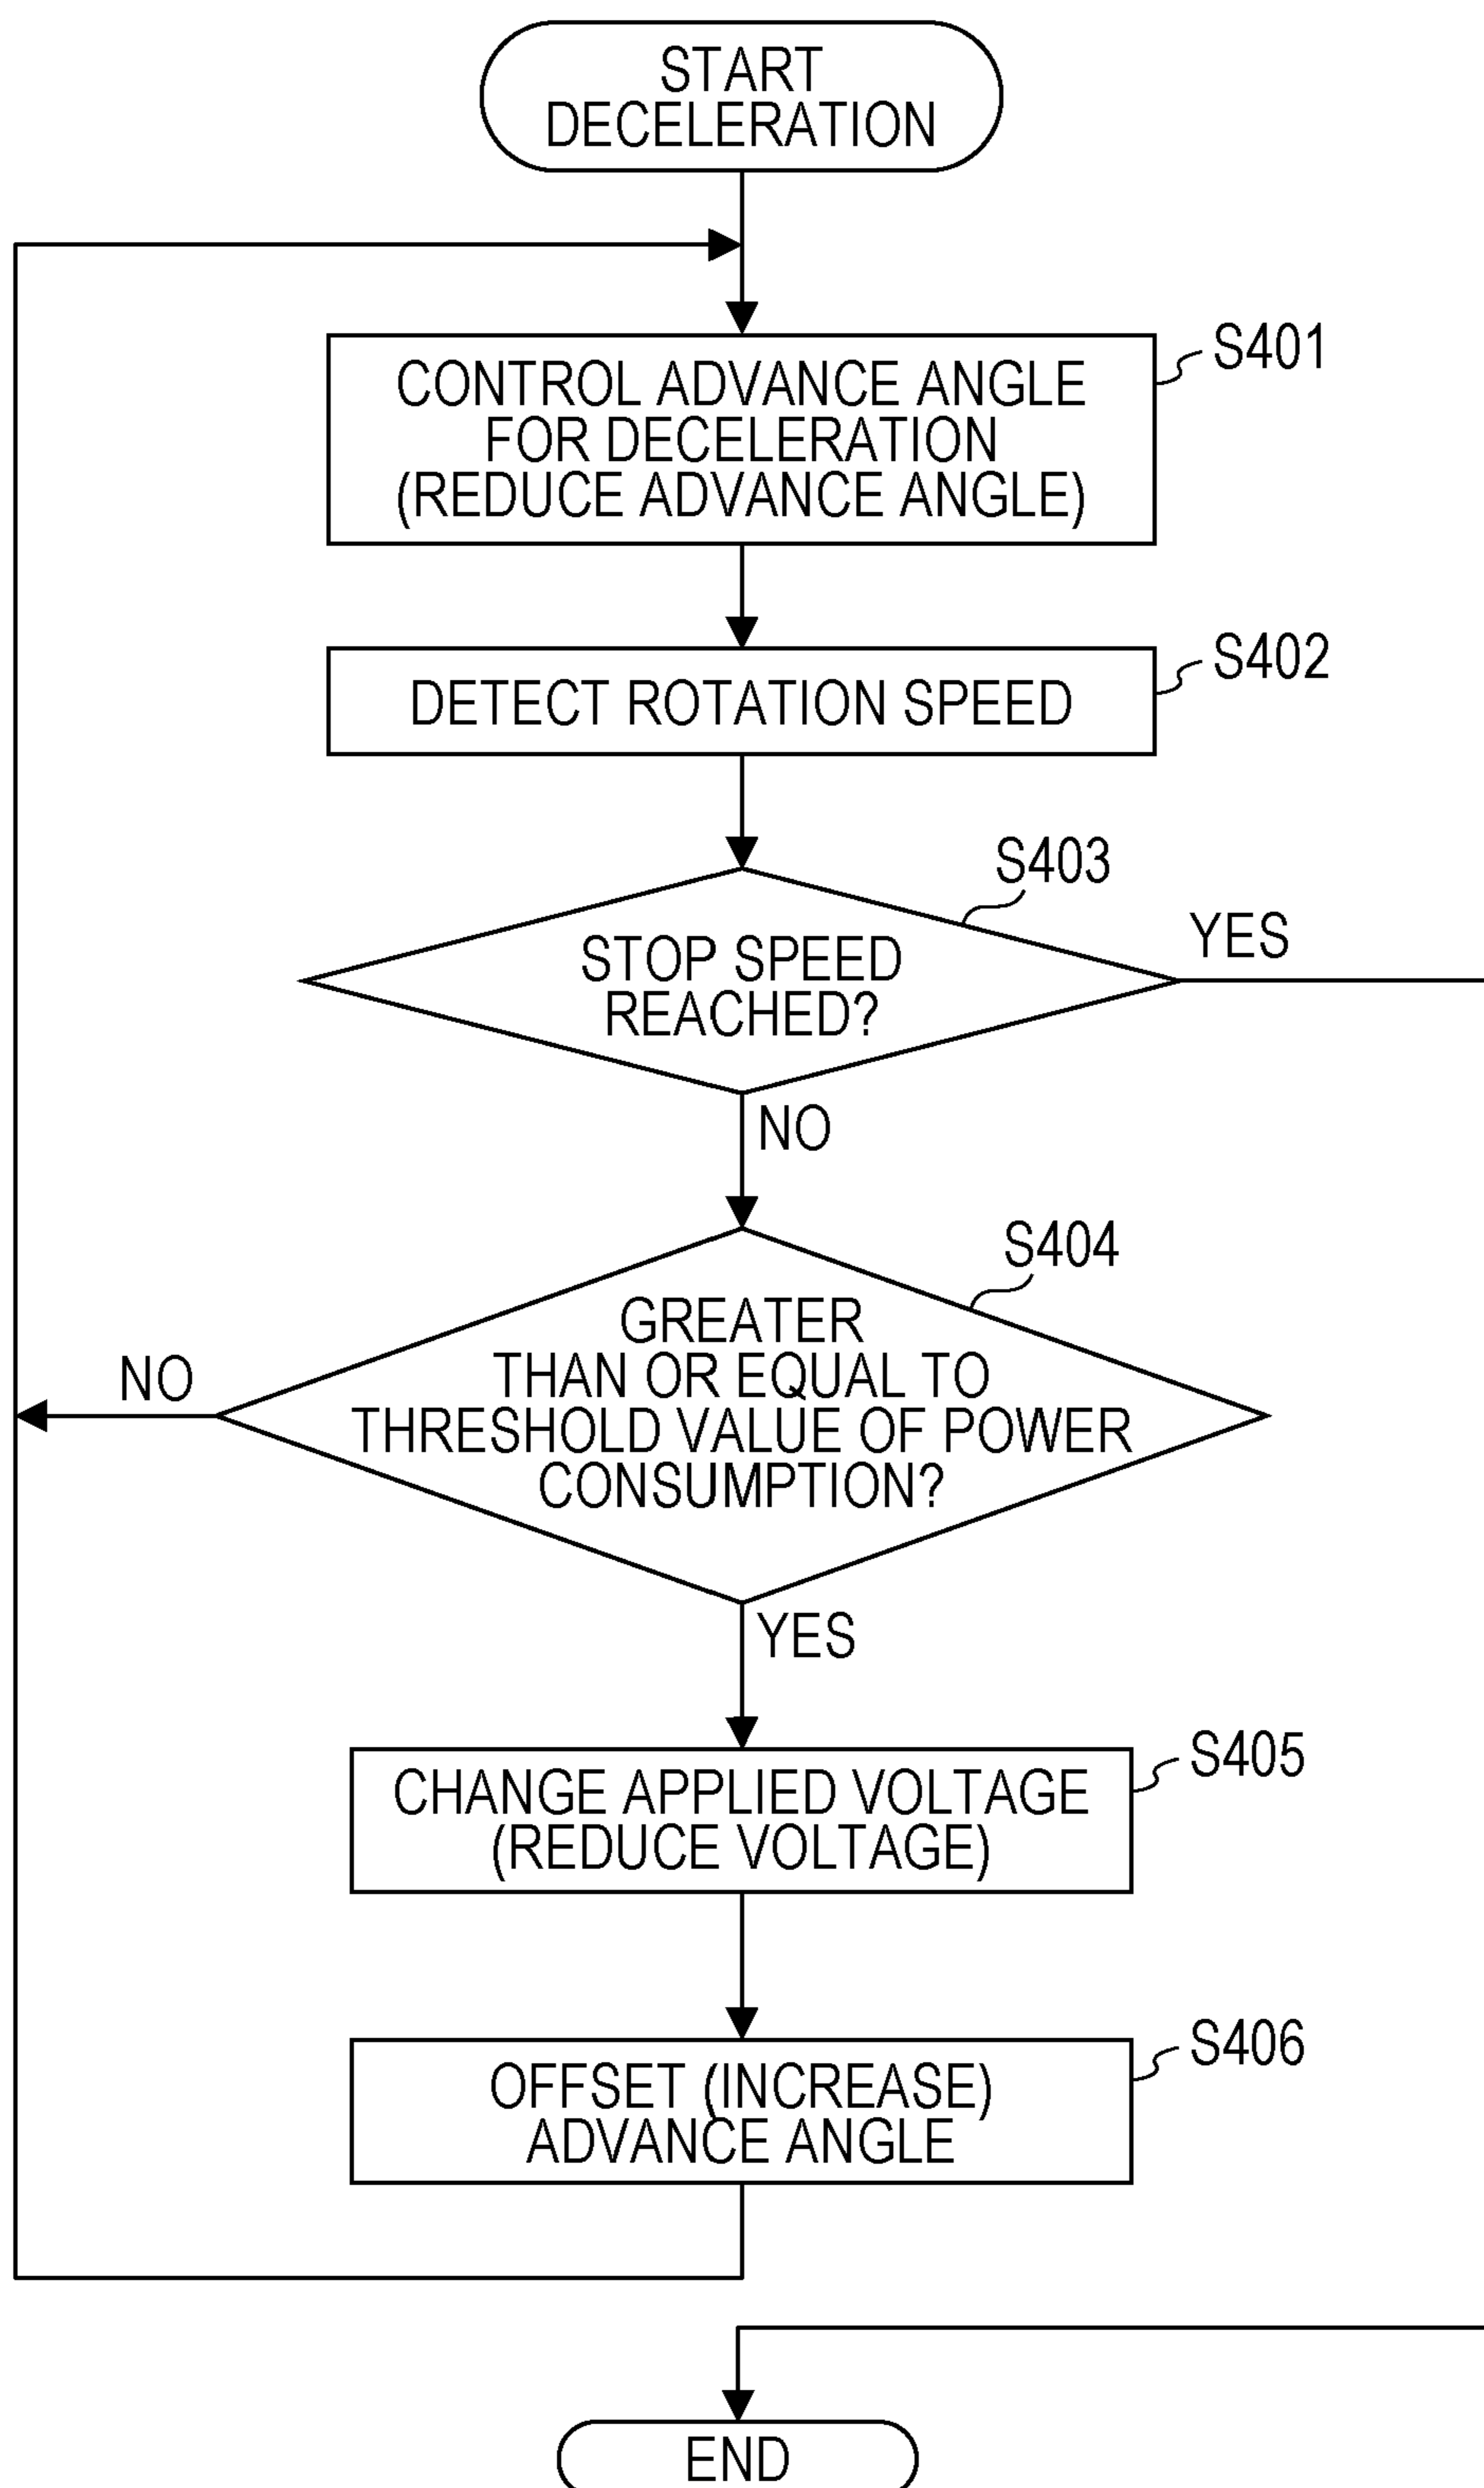 START
DECELERATION
CONTROL ADVANCE ANGLE
FOR DECELERATION
(REDUCE ADVANCE ANGLE)
S401
DETECT ROTATION SPEED
S402
STOP SPEED
REACHED?
S403
YES
NO
GREATER
THAN OR EQUAL TO
THRESHOLD VALUE OF POWER
CONSUMPTION?
S404
NO
YES
CHANGE APPLIED VOLTAGE
(REDUCE VOLTAGE)
S405
OFFSET (INCREASE)
ADVANCE ANGLE
S406
END